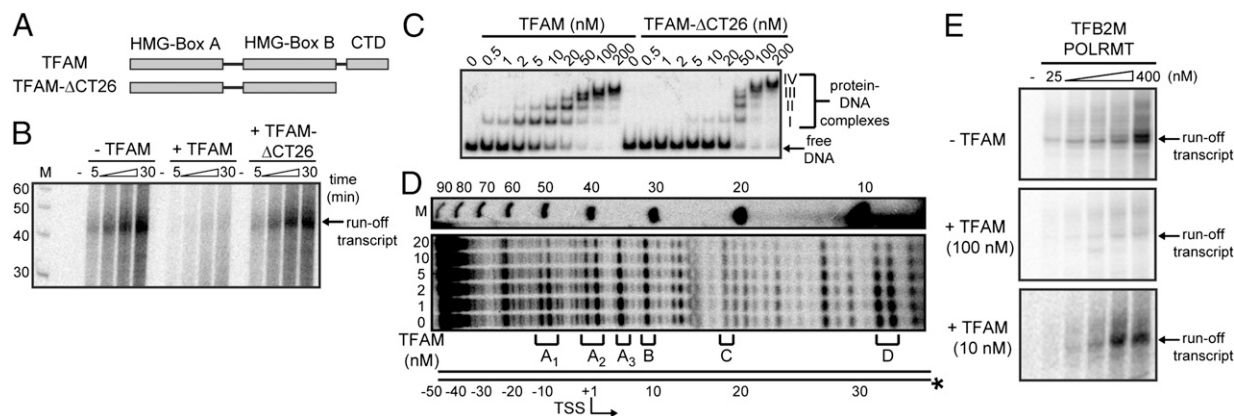 A
HMG-Box A HMG-Box B CTD
TFAM
TFAM-ΔCT26
B
- TFAM + TFAM + TFAM-ΔCT26
M - 5 30 - 5 30 - 5 30 time (min)
60
50
40
30
run-off transcript
C
TFAM (nM) TFAM-ΔCT26 (nM)
0 0.5 1 2 5 10 20 50 100 200 0 0.5 1 2 5 10 20 50 100 200
IV
III
II
I
protein-DNA complexes
free DNA
D
90 80 70 60 50 40 30 20 10
M
20
10
5
2
1
0
TFAM (nM)
A1 A2 A3 B C D
-50 -40 -30 -20 -10 +1 10 20 30 *
TSS
E
TFB2M
POLRMT
- 25 400 (nM)
- TFAM
run-off transcript
+ TFAM (100 nM)
run-off transcript
+ TFAM (10 nM)
run-off transcript